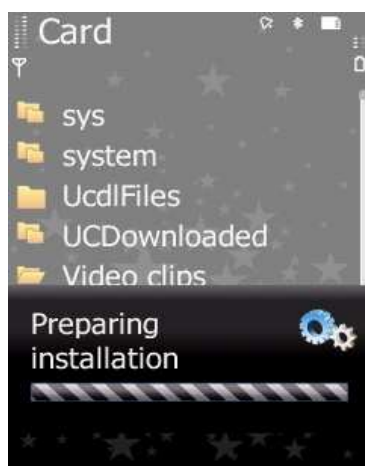 Card
sys
system
UcdlFiles
UCDownloaded
Video clips
Preparing
installation